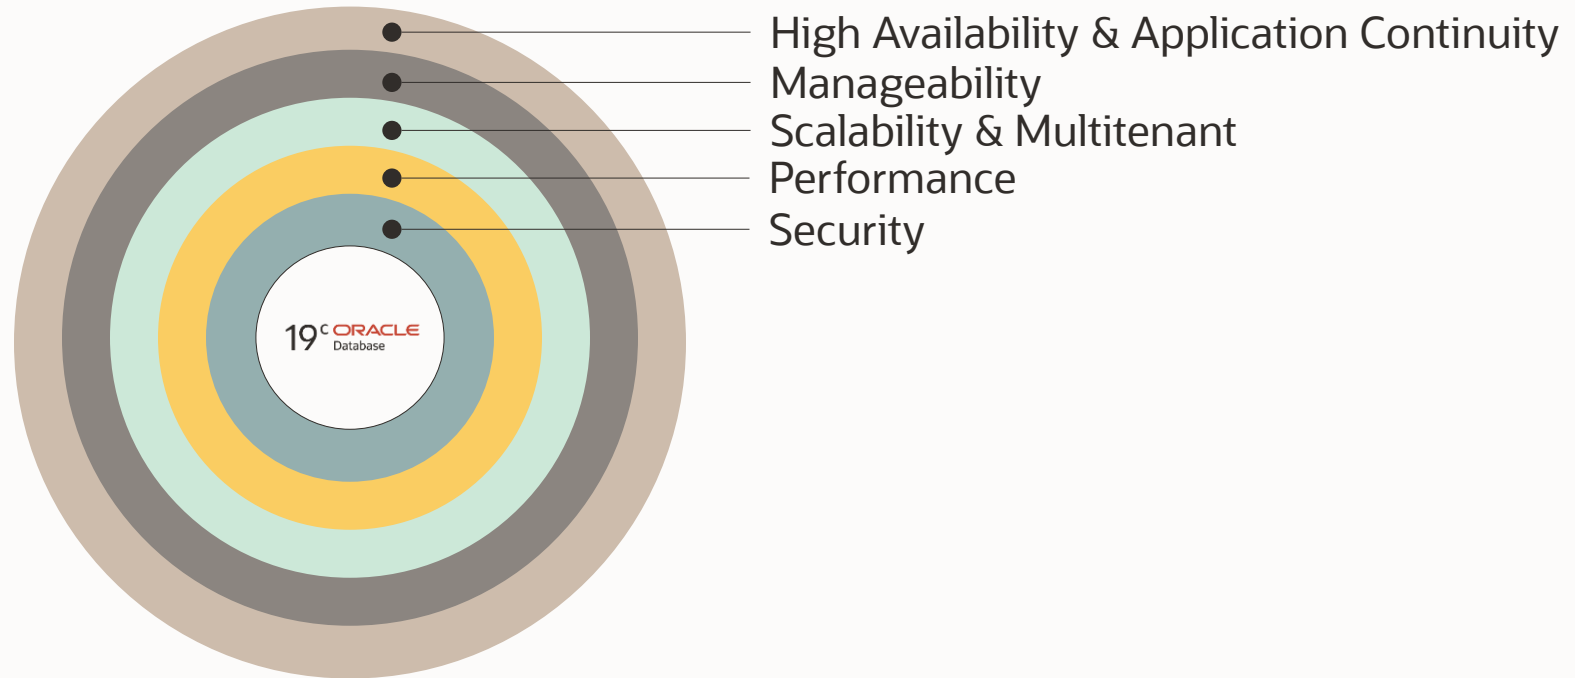 High Availability & Application Continuity
Manageability
Scalability & Multitenant
Performance
Security
19c ORACLE
Database